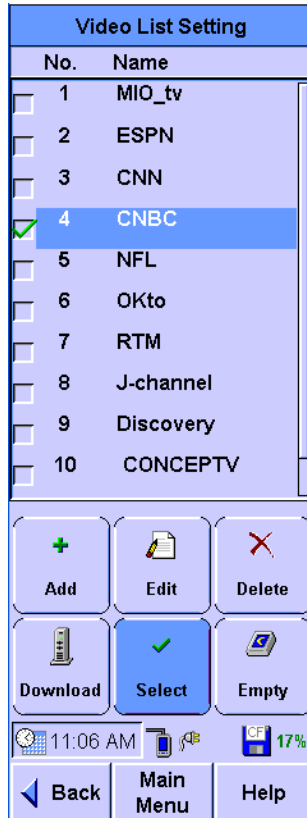 Video List Setting
No. Name
1 MIO_tv
2 ESPN
3 CNN
4 CNBC
5 NFL
6 OKto
7 RTM
8 J-channel
9 Discovery
10 CONCEPTV
Add Edit Delete
Download Select Empty
11:06 AM CF 17%
Back Main Menu Help